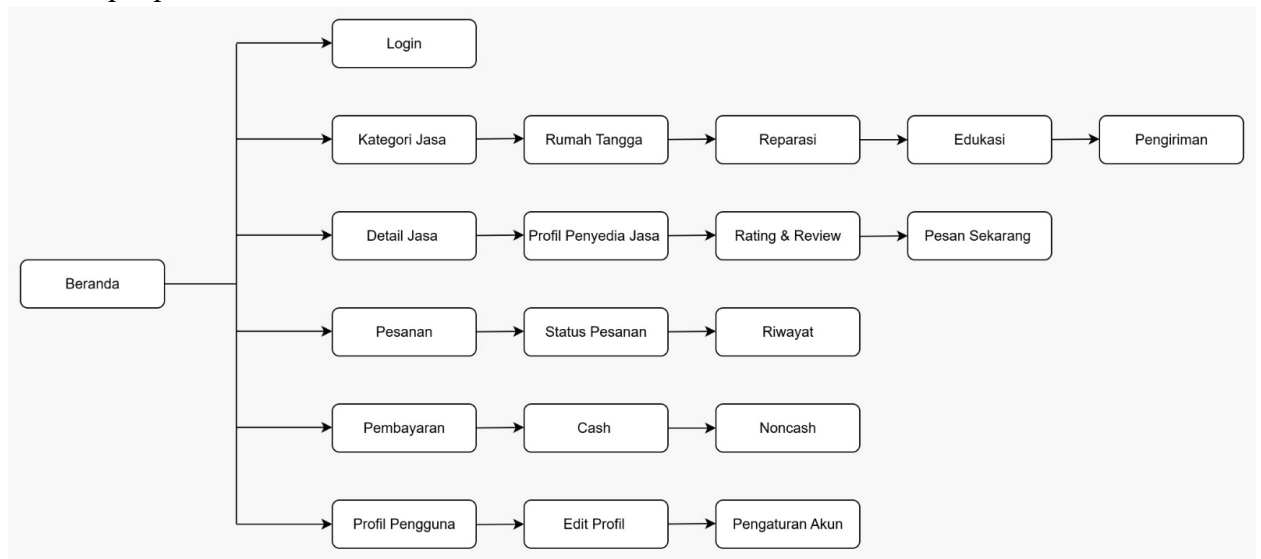 Login
Kategori Jasa
Rumah Tangga
Reparasi
Edukasi
Pengiriman
Detail Jasa
Profil Penyedia Jasa
Rating & Review
Pesan Sekarang
Beranda
Pesanan
Status Pesanan
Riwayat
Pembayaran
Cash
Noncash
Profil Pengguna
Edit Profil
Pengaturan Akun